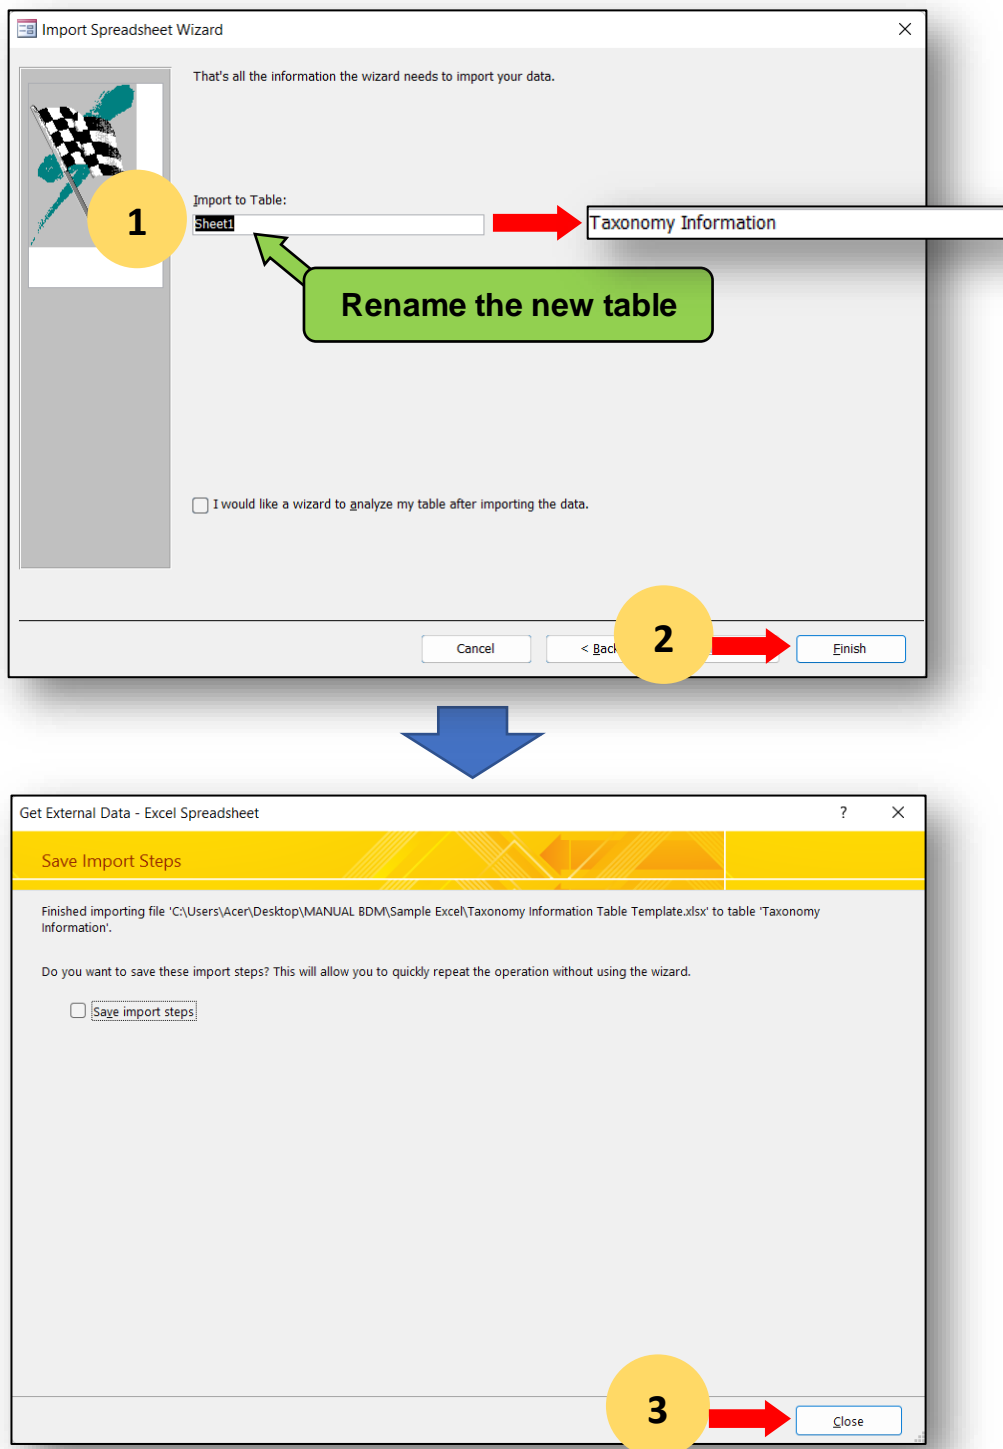 Import Spreadsheet Wizard
That's all the information the wizard needs to import your data.
Import to Table:
1
Sheet1
Taxonomy Information
Rename the new table
I would like a wizard to analyze my table after importing the data.
Cancel
< Back
2
Finish
Get External Data - Excel Spreadsheet
?
Save Import Steps
Finished importing file 'C:\Users\Acer\Desktop\MANUAL BDM\Sample Excel\Taxonomy Information Table Template.xlsx' to table 'Taxonomy
Information'.
Do you want to save these import steps? This will allow you to quickly repeat the operation without using the wizard.
Save import steps
3
Close